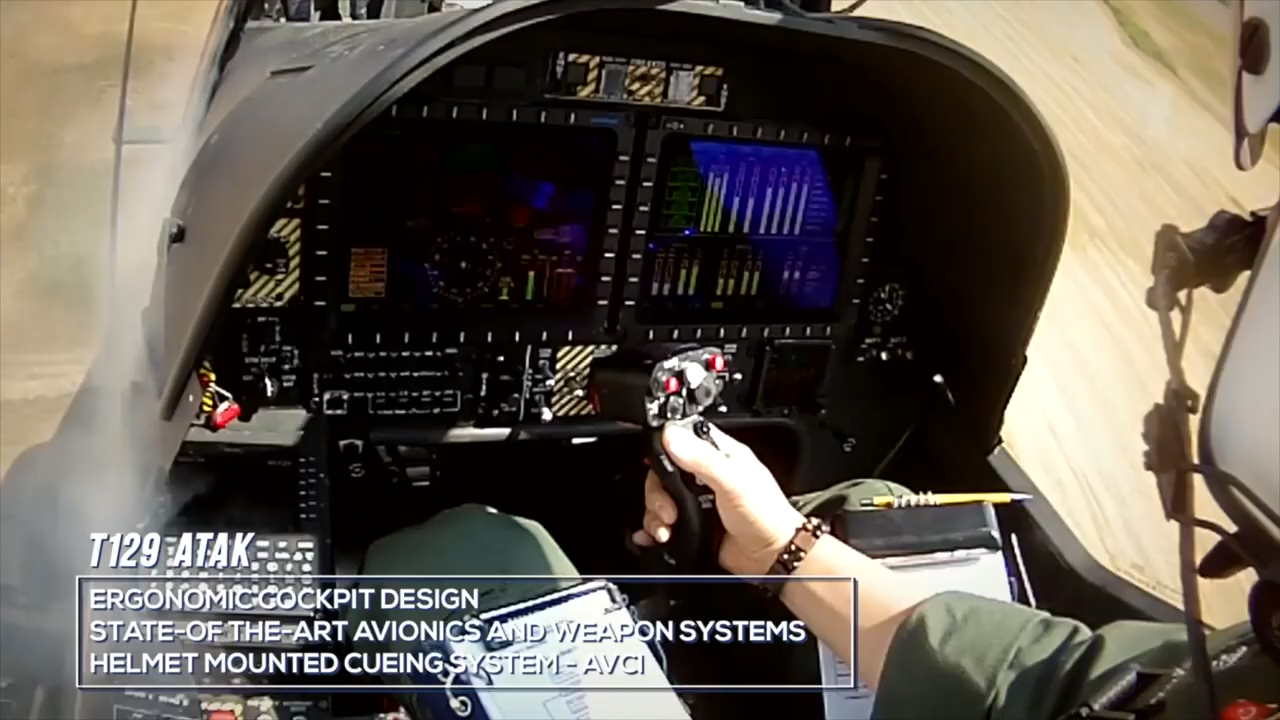 T129 ATAK
ERGONOMIC COCKPIT DESIGN
STATE-OF THE-ART AVIONICS AND WEAPON SYSTEMS
HELMET MOUNTED CUEING SYSTEM - AVCI